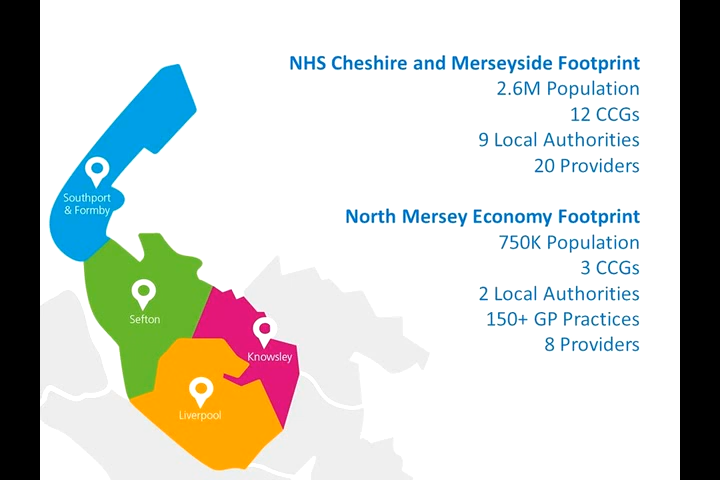 NHS Cheshire and Merseyside Footprint
2.6M Population
12 CCGs
9 Local Authorities
20 Providers
North Mersey Economy Footprint
750K Population
3 CCGs
2 Local Authorities
150+ GP Practices
8 Providers
Southport
& Formby
Sefton
Knowsley
Liverpool